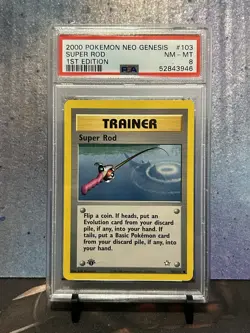 2000 POKEMON NEO GENESIS #103
SUPER ROD NM - MT
1ST EDITION 8
PSA 52843946
TRAINER
Super Rod
Flip a coin. If heads, put an
Evolution card from your discard
pile, if any, into your hand. If
tails, put a Basic Pokémon card
from your discard pile, if any,
into your hand.